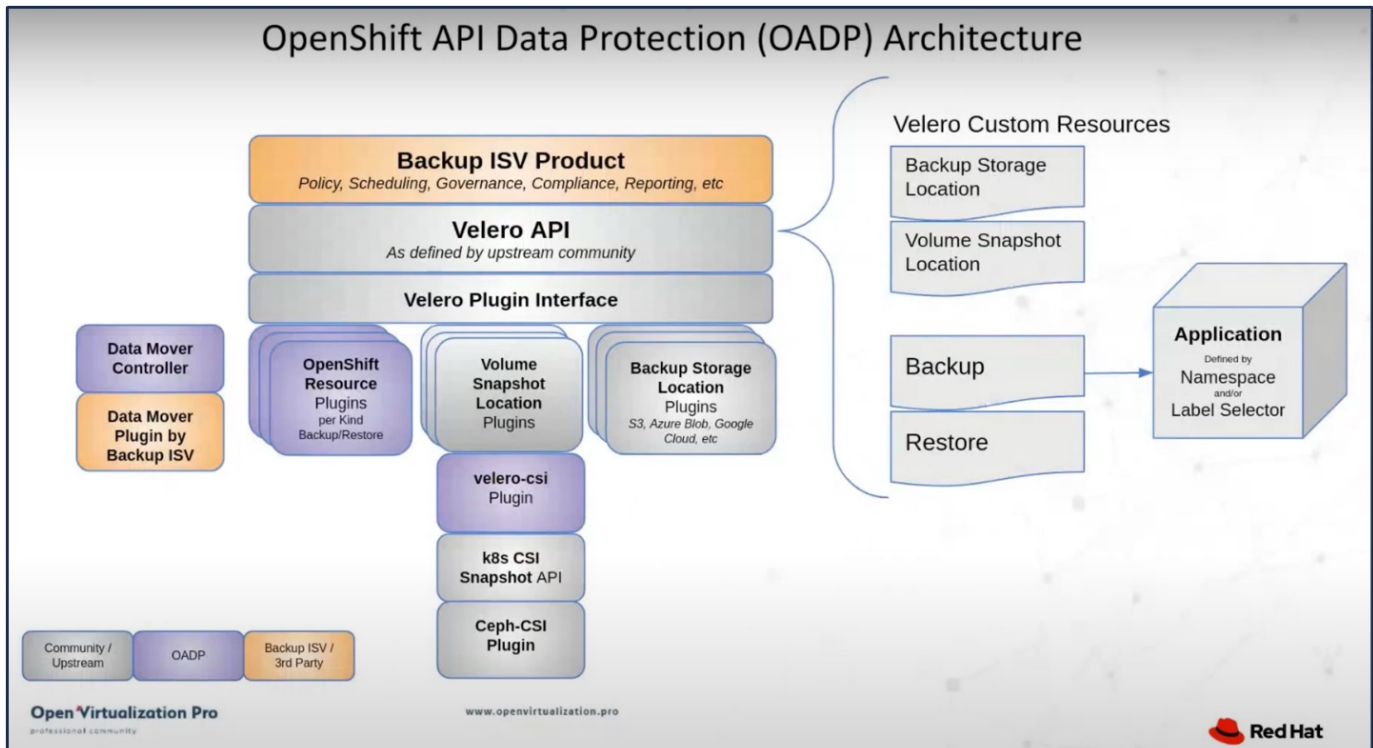 OpenShift API Data Protection (OADP) Architecture
Backup ISV Product
Policy, Scheduling, Governance, Compliance, Reporting, etc
Velero API
As defined by upstream community
Velero Plugin Interface
Data Mover
Controller
Data Mover
Plugin by
Backup ISV
OpenShift
Resource
Plugins
per Kind
Backup/Restore
Volume
Snapshot
Location
Plugins
Backup Storage
Location
Plugins
S3, Azure Blob, Google
Cloud, etc
velero-csi
Plugin
k8s CSI
Snapshot API
Ceph-CSI
Plugin
Velero Custom Resources
Backup Storage
Location
Volume Snapshot
Location
Backup
Restore
Application
Defined by
Namespace
and/or
Label Selector
Community /
Upstream
OADP
Backup ISV /
3rd Party
Open Virtualization Pro
professional community
www.openvirtualization.pro
Red Hat